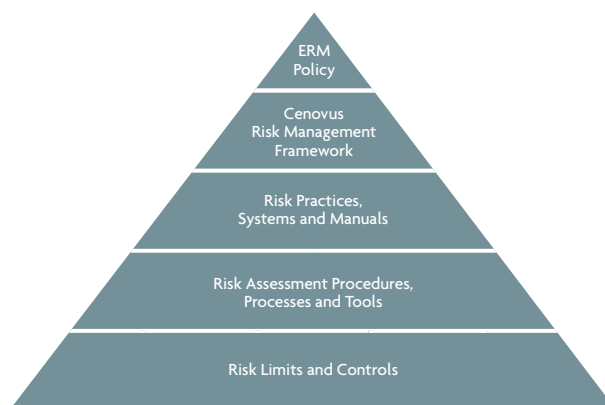 ERM
Policy
Cenovus
Risk Management
Framework
Risk Practices,
Systems and Manuals
Risk Assessment Procedures,
Processes and Tools
Risk Limits and Controls